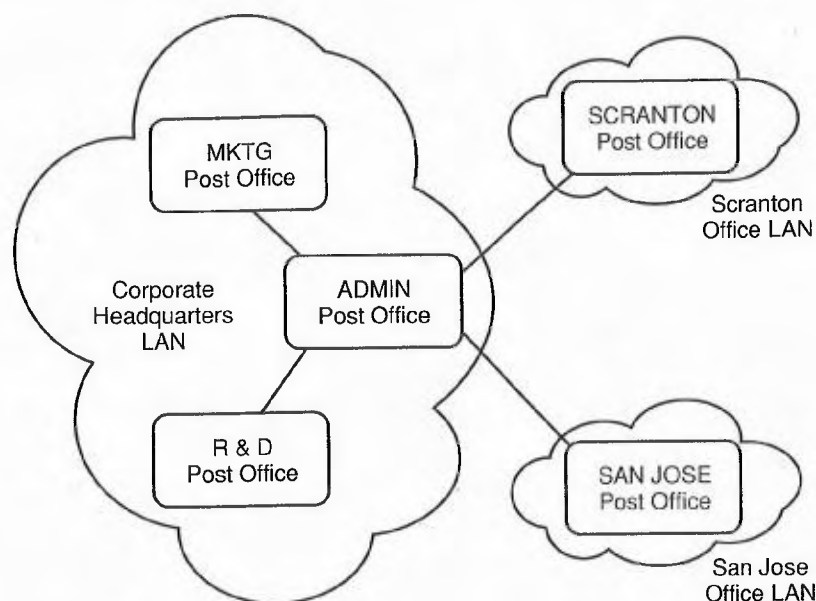 MKTG
Post Office
SCRANTON
Post Office
Scranton
Office LAN
Corporate
Headquarters
LAN
ADMIN
Post Office
R & D
Post Office
SAN JOSE
Post Office
San Jose
Office LAN